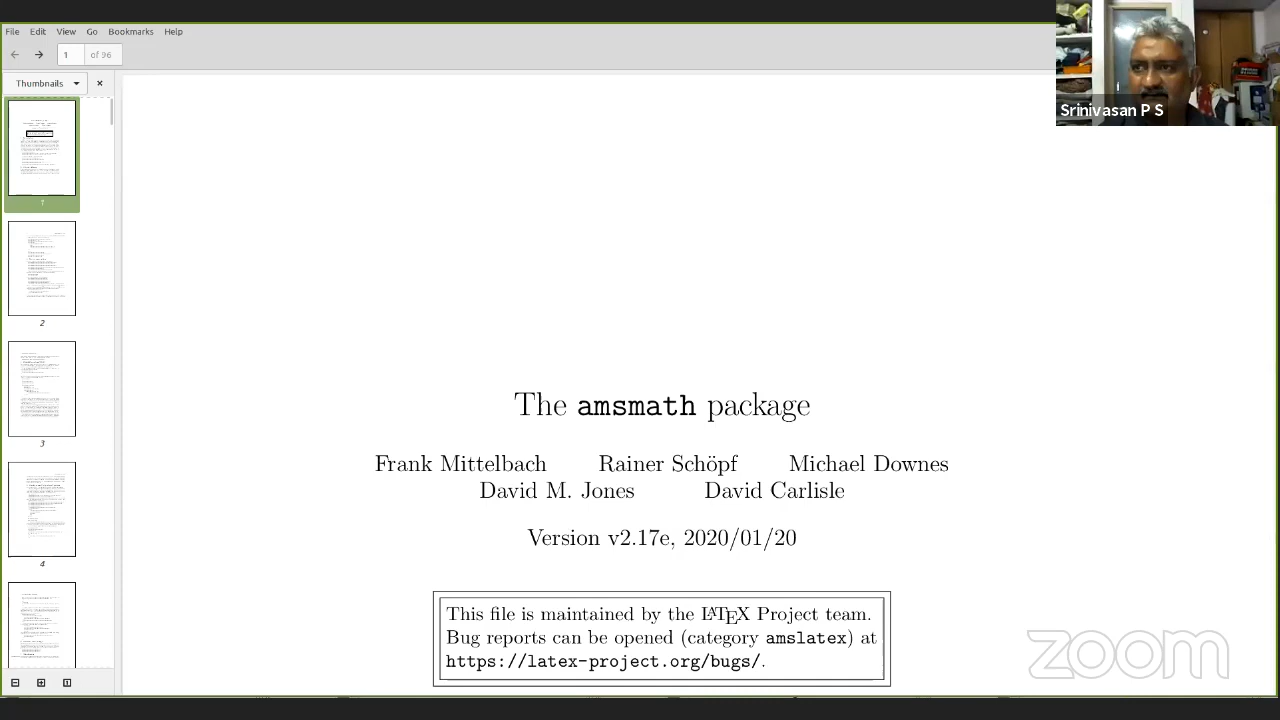 File Edit View Go Bookmarks Help
1 of 96
Thumbnails
1
2
3
4
Srinivasan P S
The amsmath package
Frank Mittelbach Rainer Schöpf Michael Downes
David M. Jones David Carlisle
Version v2.17e, 2020/01/20
This file is maintained by the LaTeX Project team.
Bug reports can be opened (category amslatex) at
https://latex-project.org/bugs/.
zoom